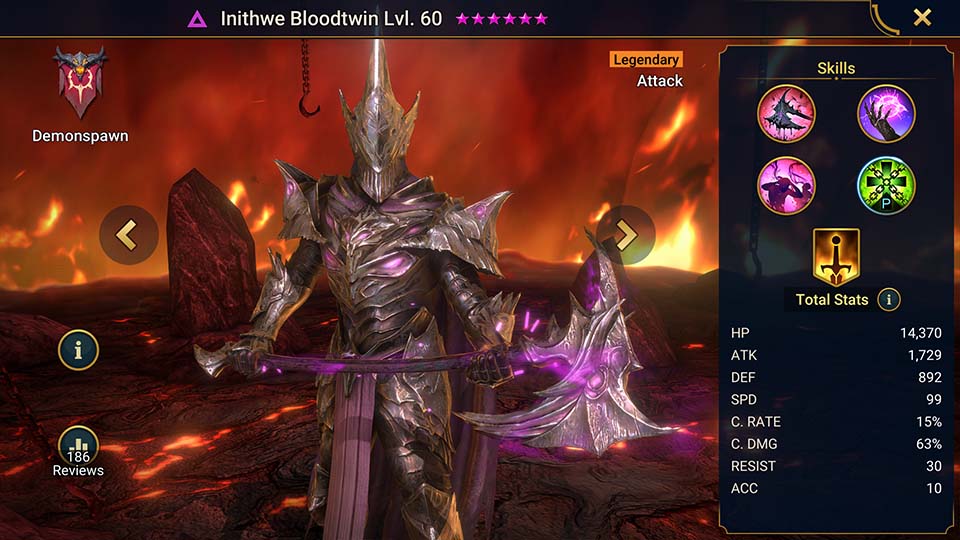 Inithwe Bloodtwin Lvl. 60
Legendary
Attack
Demonspawn
186
Reviews
Skills
P
Total Stats i
HP 14,370
ATK 1,729
DEF 892
SPD 99
C. RATE 15%
C. DMG 63%
RESIST 30
ACC 10
i